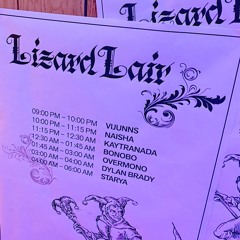 Lizard Lair
09:00 PM – 10:00 PM VIJUNNS
10:00 PM – 11:15 PM NAISHA
11:15 PM – 12:30 AM KAYTRANADA
12:30 AM – 01:45 AM BONOBO
01:45 AM – 03:00 AM OVERMONO
03:00 AM – 04:00 AM DYLAN BRADY
04:00 AM – 06:00 AM STARYA